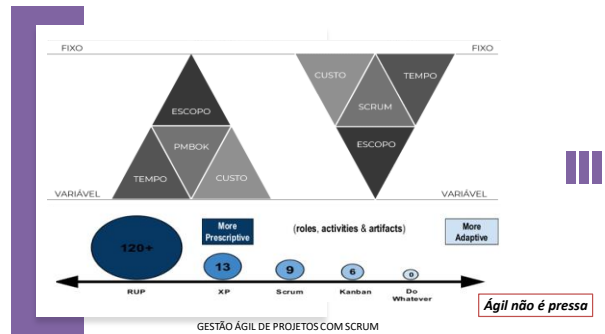 FIXO
FIXO
CUSTO
TEMPO
SCRUM
ESCOPO
PMBOK
ESCOPO
TEMPO
CUSTO
VARIÁVEL
VARIÁVEL
More
Prescriptive
(roles, activities & artifacts)
More
Adaptive
120+
13
9
6
0
RUP
XP
Scrum
Kanban
Do
Whatever
Ágil não é pressa
GESTÃO ÁGIL DE PROJETOS COM SCRUM